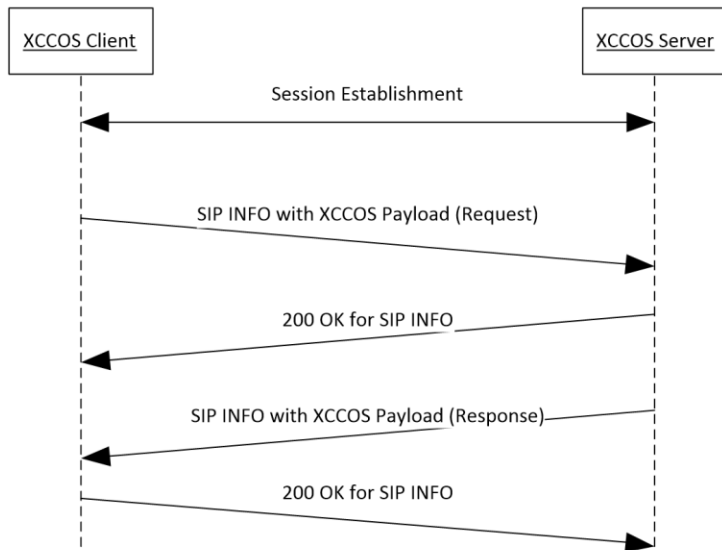 XCCOS Client
XCCOS Server
Session Establishment
SIP INFO with XCCOS Payload (Request)
200 OK for SIP INFO
SIP INFO with XCCOS Payload (Response)
200 OK for SIP INFO